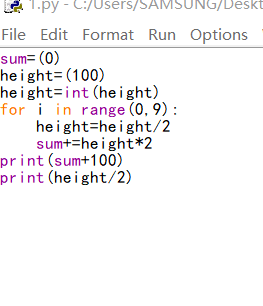 1.py - C:/Users/SAMSUNG/Deskt
File Edit Format Run Options
sum=(0)
height=(100)
height=int(height)
for i in range(0,9):
    height=height/2
    sum+=height*2
print(sum+100)
print(height/2)